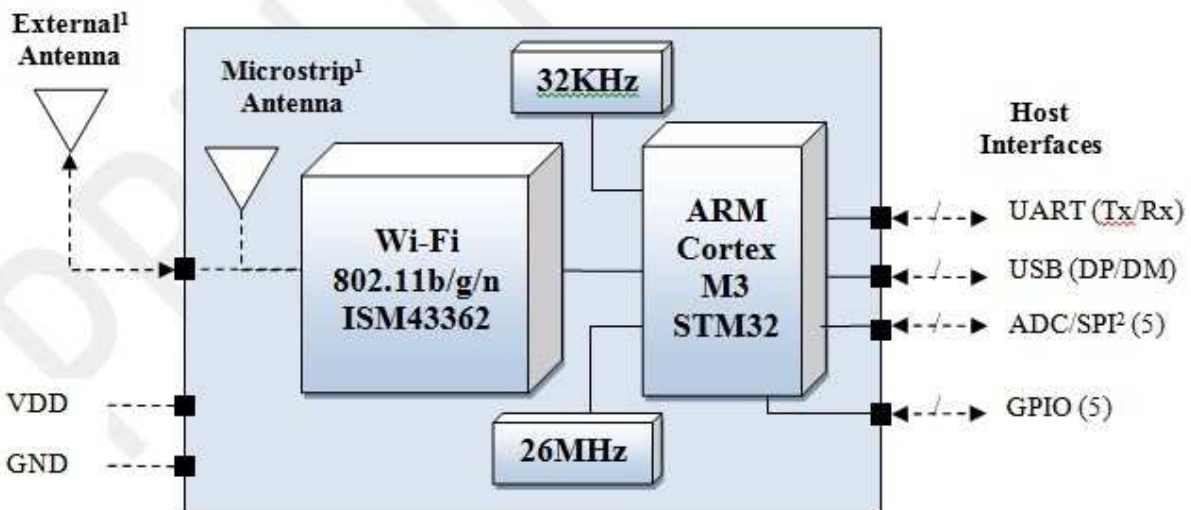 External¹
Antenna
Microstrip¹
Antenna
32KHz
Host
Interfaces
Wi-Fi
802.11b/g/n
ISM43362
ARM
Cortex
M3
STM32
UART (Tx/Rx)
USB (DP/DM)
ADC/SPI² (5)
GPIO (5)
VDD
GND
26MHz